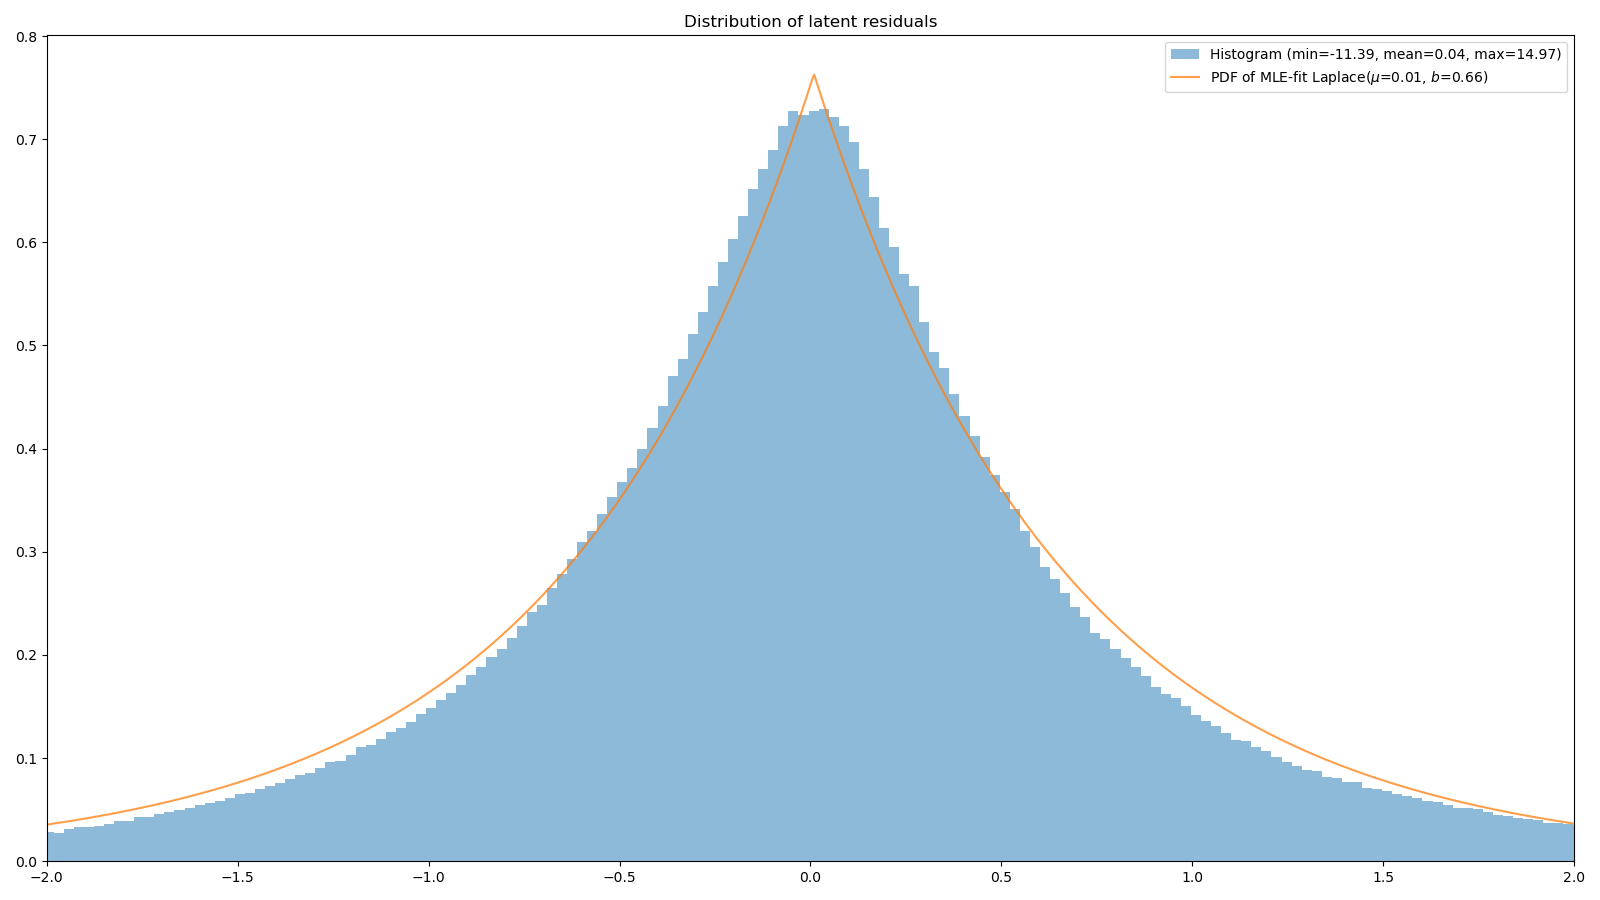 Distribution of latent residuals
Histogram (min=-11.39, mean=0.04, max=14.97)
PDF of MLE-fit Laplace(μ=0.01, b=0.66)
0.8
0.7
0.6
0.5
0.4
0.3
0.2
0.1
0.0
−2.0 −1.5 −1.0 −0.5 0.0 0.5 1.0 1.5 2.0